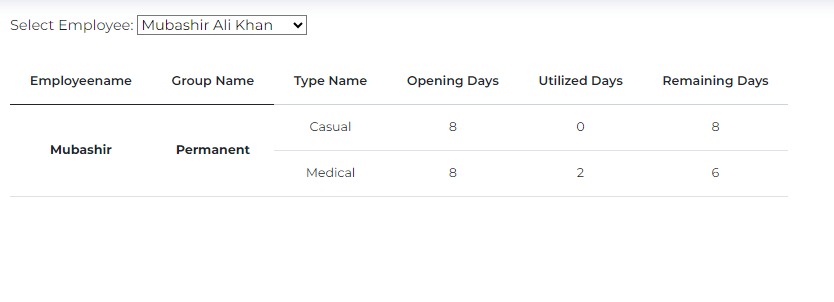 Select Employee: Mubashir Ali Khan
Employeename Group Name Type Name Opening Days Utilized Days Remaining Days
Mubashir Permanent Casual 8 0 8
Medical 8 2 6